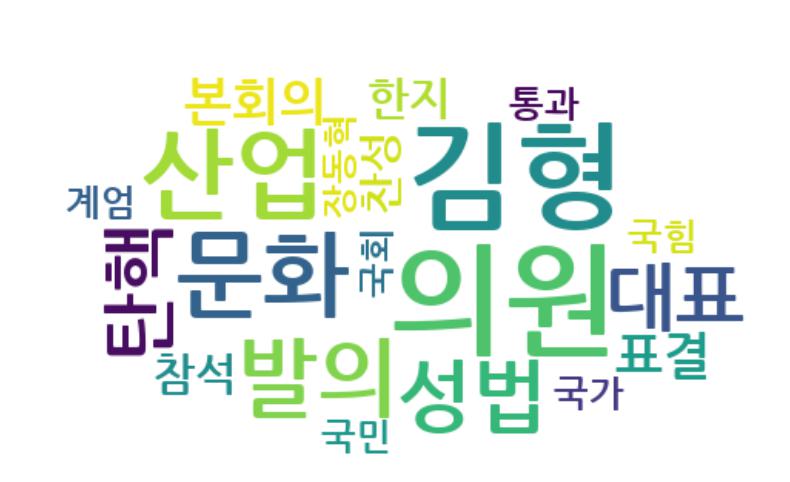 본회의
한지
통과
산업
장동혁
찬성
김형
계엄
탄핵
문화
국회
의원
국힘
대표
참석
발의
성법
표결
국가
국민